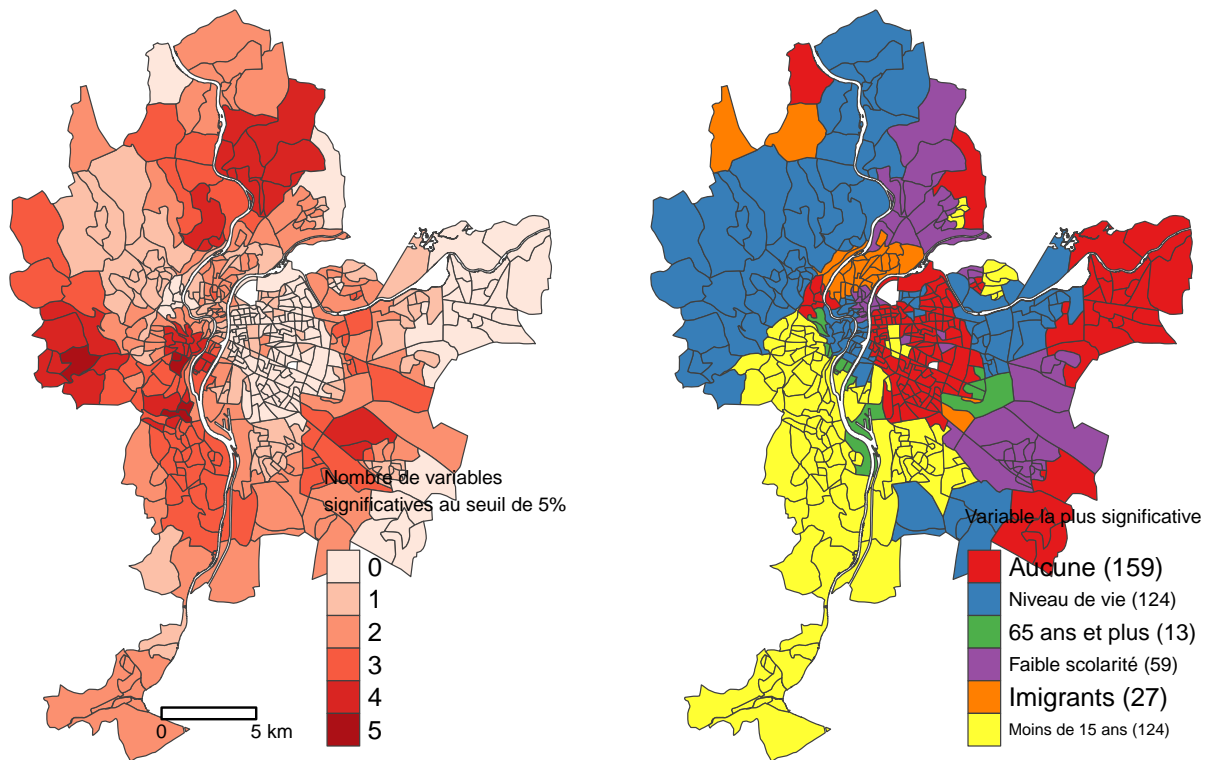 Nombre de variables
significatives au seuil de 5%
0
1
2
3
4
5
0 5 km
Variable la plus significative
Aucune (159)
Niveau de vie (124)
65 ans et plus (13)
Faible scolarité (59)
Imigrants (27)
Moins de 15 ans (124)